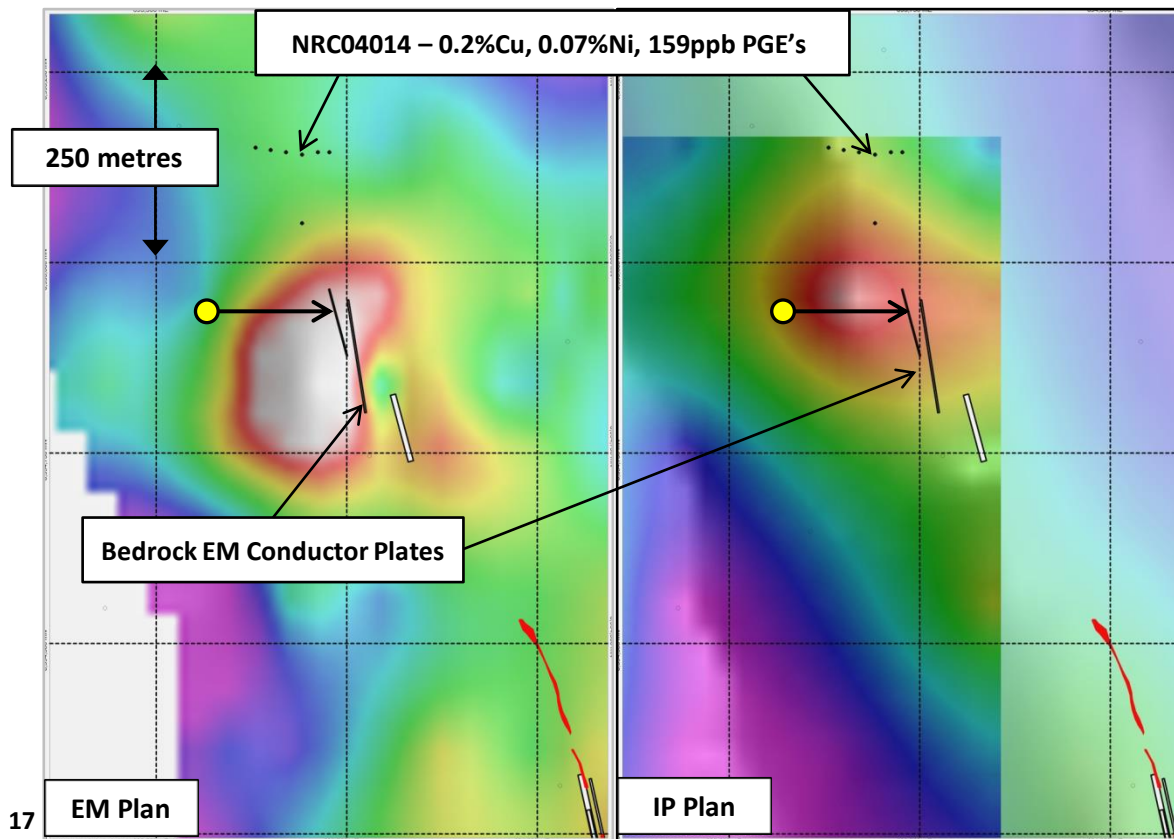 NRC04014 – 0.2%Cu, 0.07%Ni, 159ppb PGE’s
250 metres
Bedrock EM Conductor Plates
17
EM Plan
IP Plan